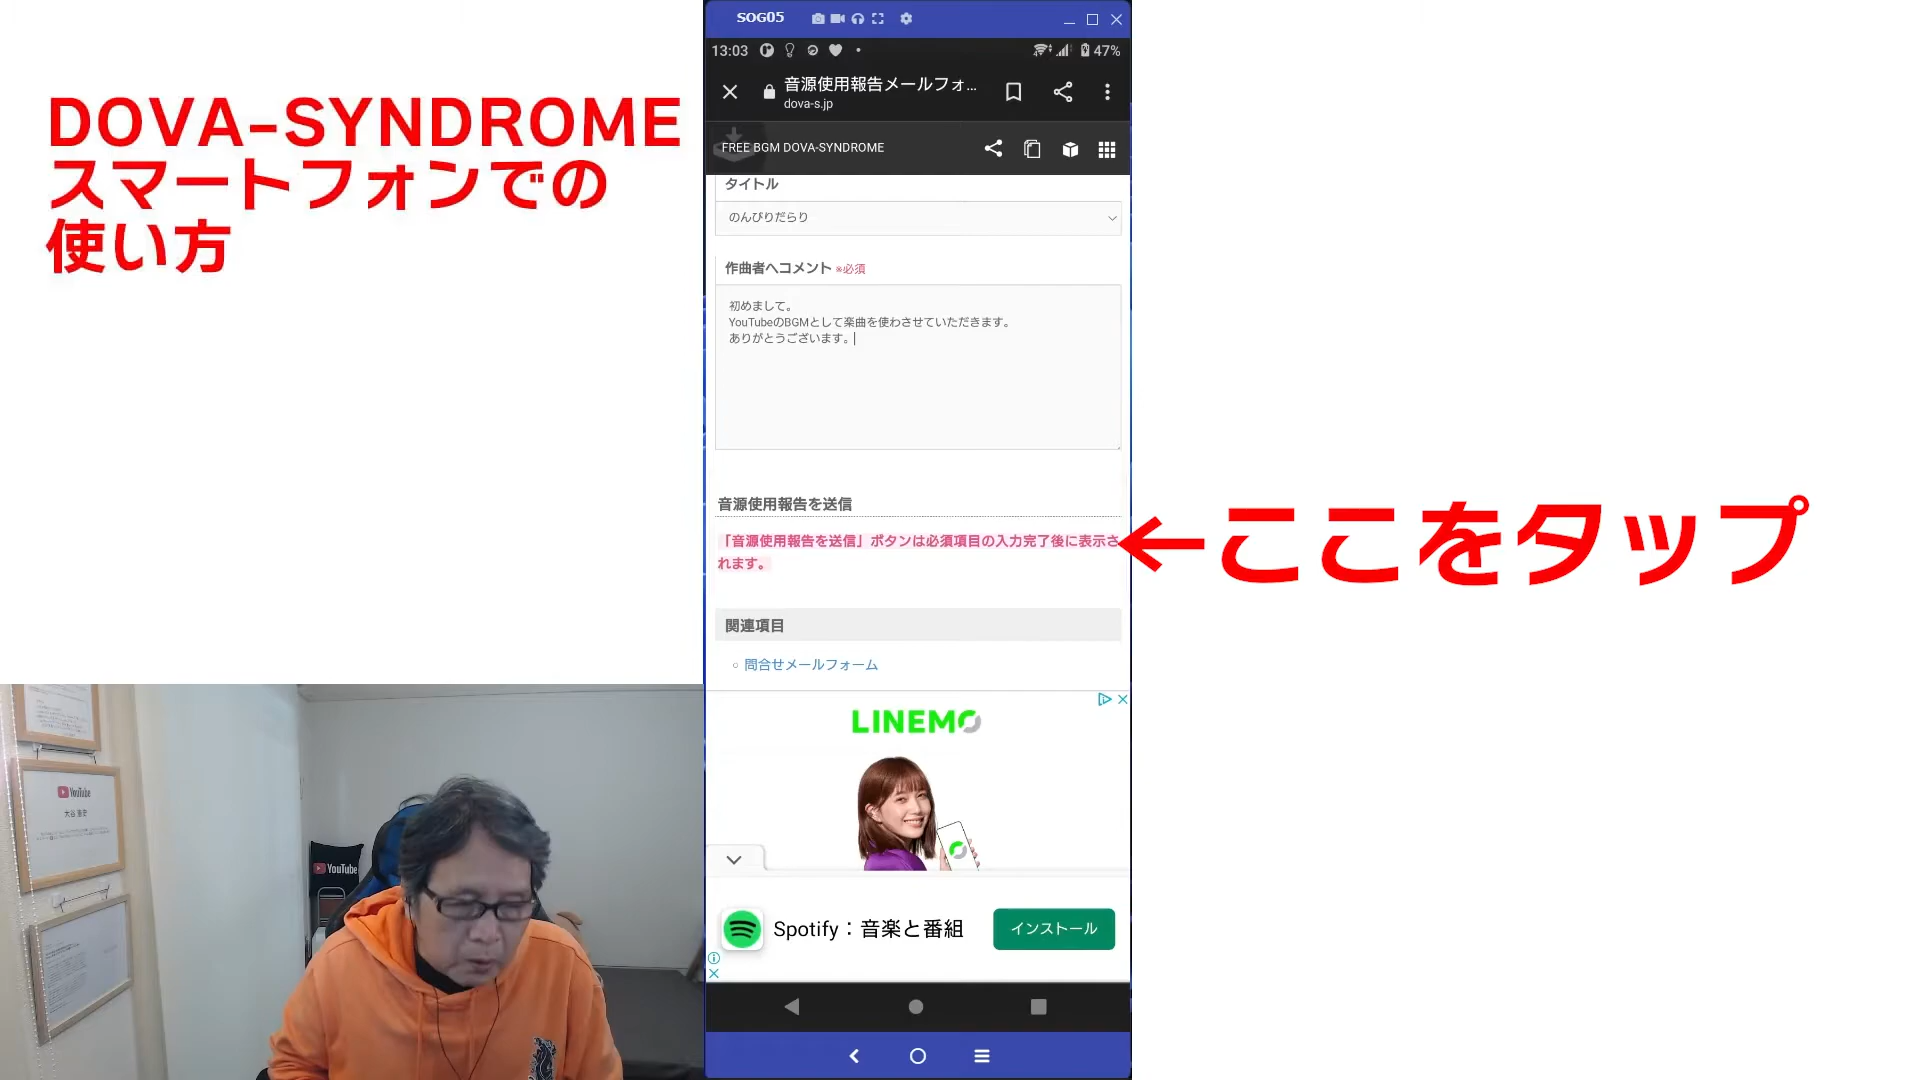 DOVA-SYNDROME
スマートフォンでの
使い方
SOG05
13:03
47%
音源使用報告メールフォ...
dova-s.jp
FREE BGM DOVA-SYNDROME
タイトル
のんびりだらり
作曲者へコメント ※必須
初めまして。
YouTubeのBGMとして楽曲を使わさせていただきます。
ありがとうございます。
音源使用報告を送信
「音源使用報告を送信」ボタンは必須項目の入力完了後に表示さ
れます。
←ここをタップ
関連項目
問合せメールフォーム
LINEMO
Spotify：音楽と番組
インストール
YouTube
YouTube